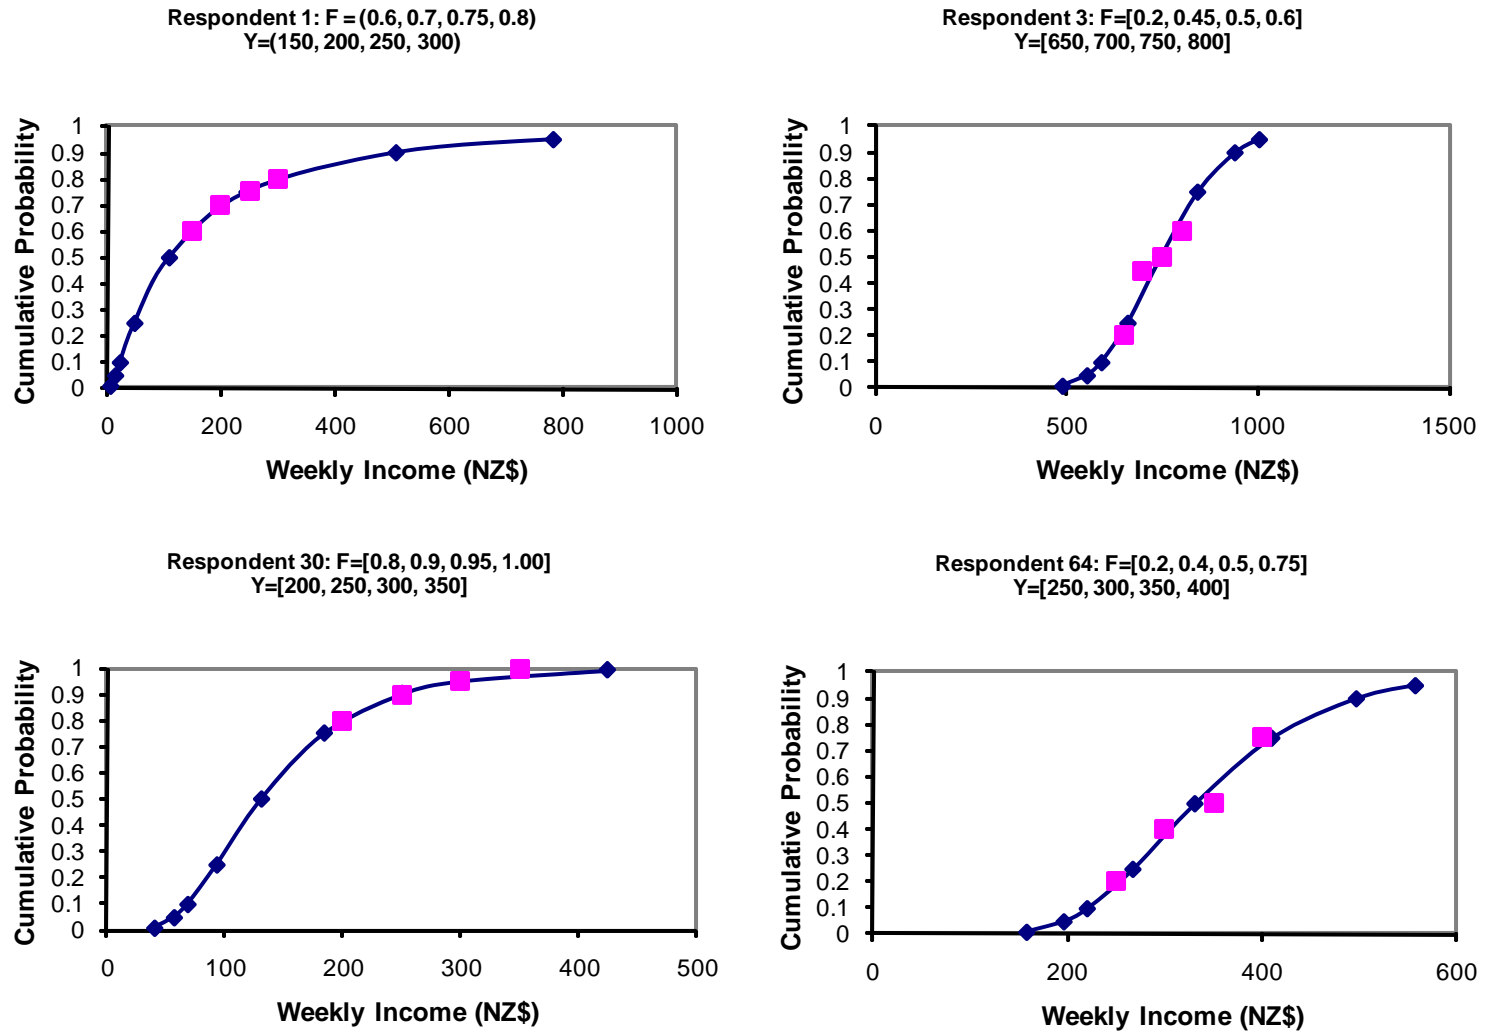 Respondent 1: F = (0.6, 0.7, 0.75, 0.8)
Y=(150, 200, 250, 300)
Cumulative Probability
1
0.9
0.8
0.7
0.6
0.5
0.4
0.3
0.2
0.1
0
0 200 400 600 800 1000
Weekly Income (NZ$)
Respondent 3: F=[0.2, 0.45, 0.5, 0.6]
Y=[650, 700, 750, 800]
Cumulative Probability
1
0.9
0.8
0.7
0.6
0.5
0.4
0.3
0.2
0.1
0
0 500 1000 1500
Weekly Income (NZ$)
Respondent 30: F=[0.8, 0.9, 0.95, 1.00]
Y=[200, 250, 300, 350]
Cumulative Probability
1
0.9
0.8
0.7
0.6
0.5
0.4
0.3
0.2
0.1
0
0 100 200 300 400 500
Weekly Income (NZ$)
Respondent 64: F=[0.2, 0.4, 0.5, 0.75]
Y=[250, 300, 350, 400]
Cumulative Probability
1
0.9
0.8
0.7
0.6
0.5
0.4
0.3
0.2
0.1
0
0 200 400 600
Weekly Income (NZ$)